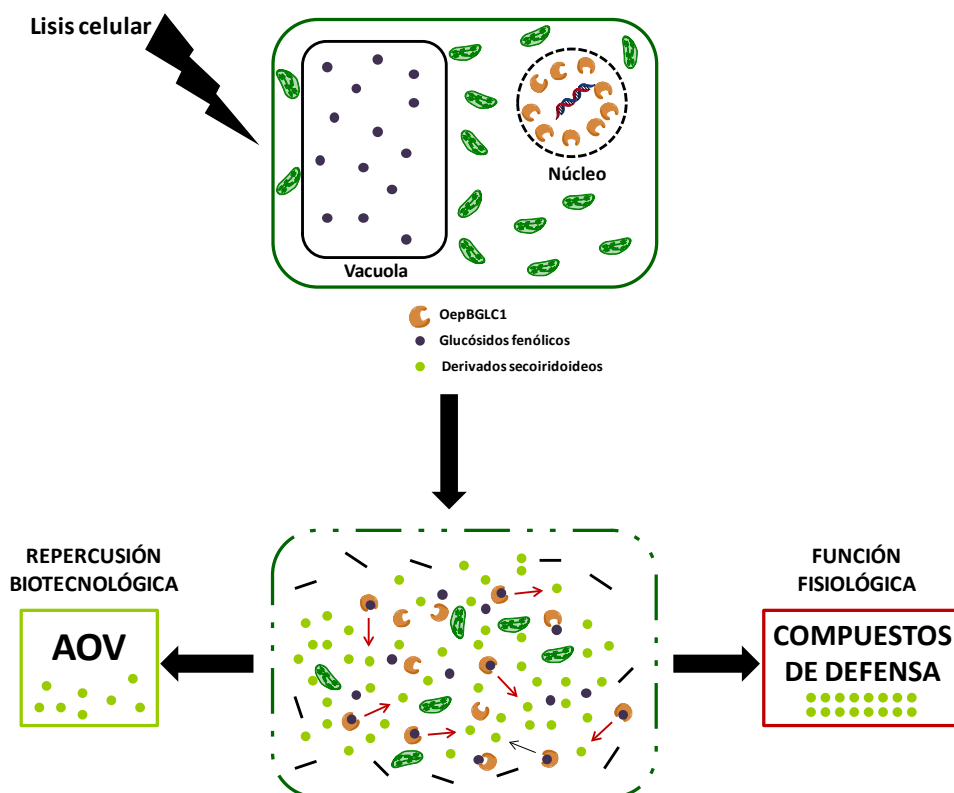 Lisis celular
Núcleo
Vacuola
OepBGLC1
Glucósidos fenólicos
Derivados secoiridoideos
REPERCUSIÓN
BIOTECNOLÓGICA
AOV
FUNCIÓN
FISIOLÓGICA
COMPUESTOS
DE DEFENSA